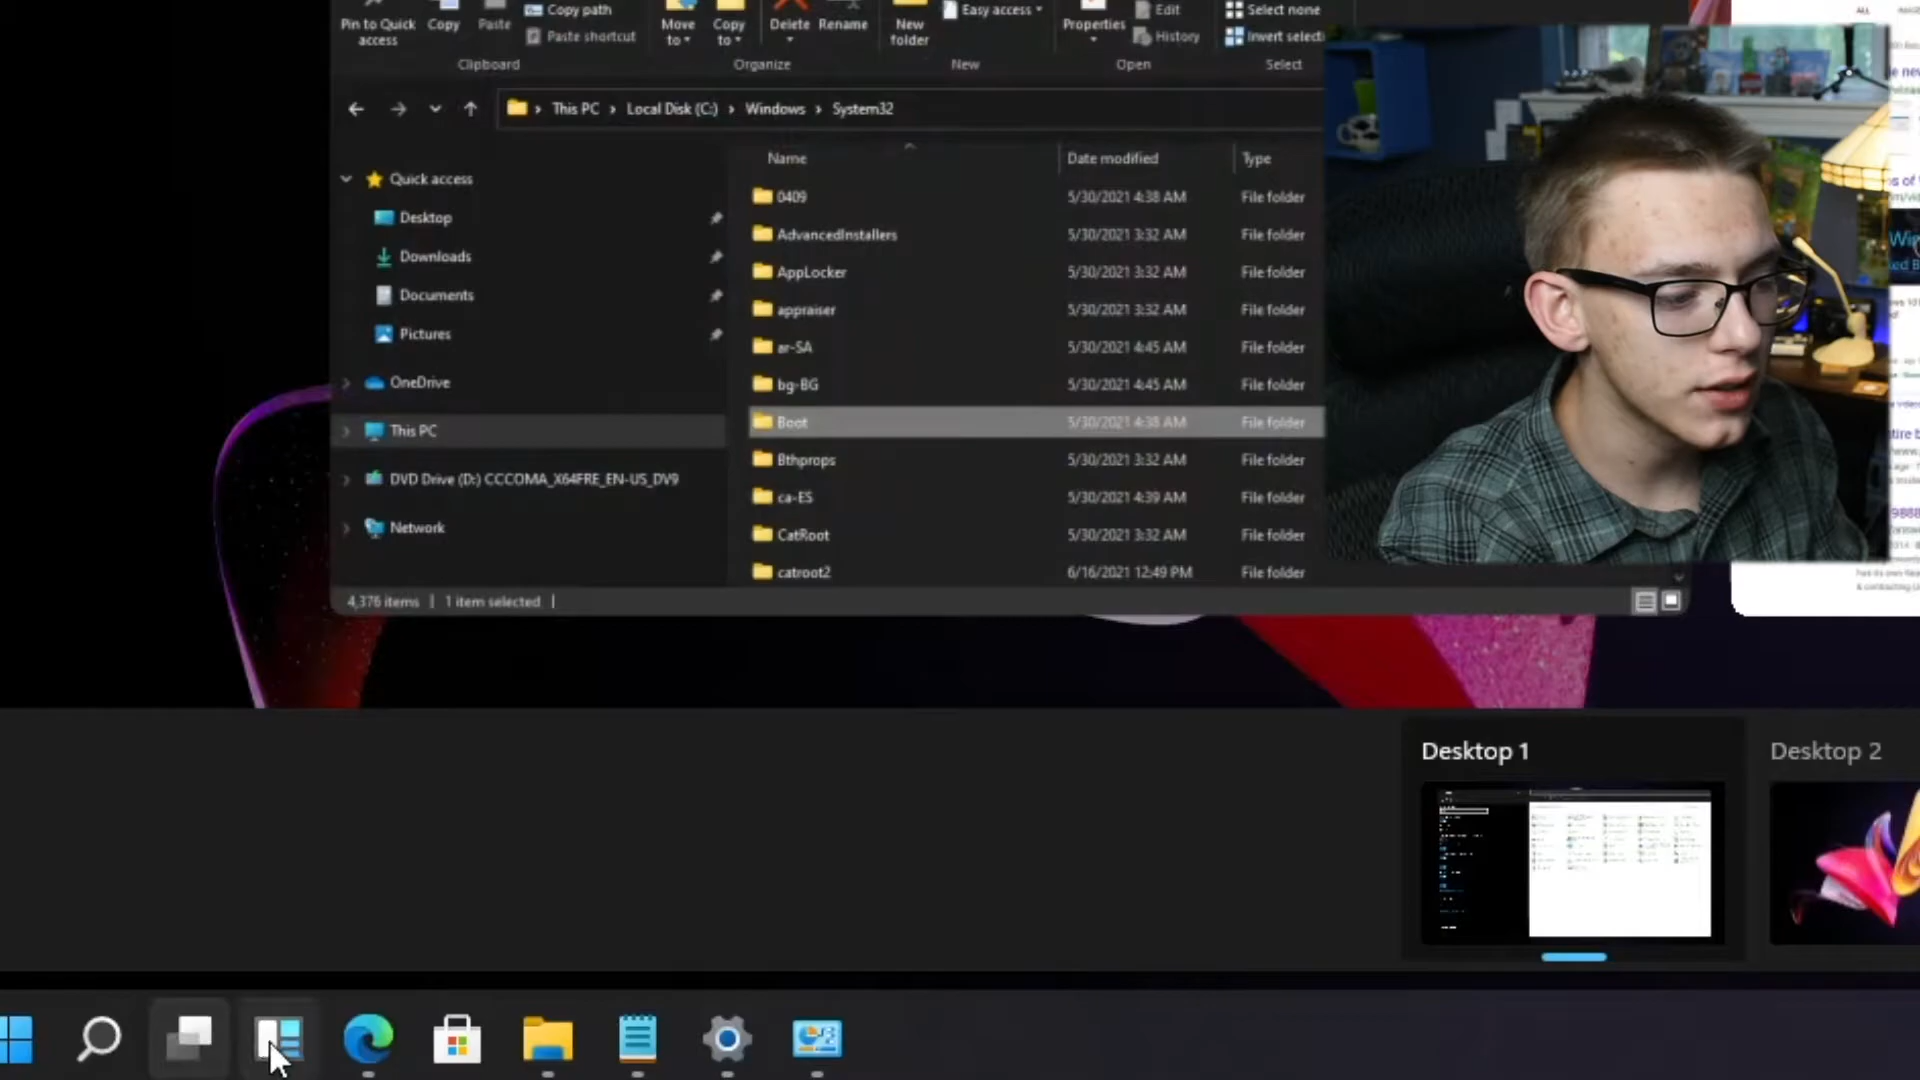 Copy path
Easy access
Edit
Select none
Pin to Quick access
Copy
Paste
Paste shortcut
Move to
Copy to
Delete
Rename
New folder
Properties
History
Invert select
Clipboard
Organize
New
Open
Select
This PC
Local Disk (C:)
Windows
System32
Name
Date modified
Type
Quick access
Desktop
Downloads
Documents
Pictures
OneDrive
This PC
DVD Drive (D:) CCCOMA_X64FRE_EN-US_DV9
Network
0409 5/30/2021 4:38 AM File folder
AdvancedInstallers 5/30/2021 3:32 AM File folder
AppLocker 5/30/2021 3:32 AM File folder
appraiser 5/30/2021 3:32 AM File folder
ar-SA 5/30/2021 4:45 AM File folder
bg-BG 5/30/2021 4:45 AM File folder
Boot 5/30/2021 4:38 AM File folder
Bthprops 5/30/2021 3:32 AM File folder
ca-ES 5/30/2021 4:39 AM File folder
CatRoot 5/30/2021 3:32 AM File folder
catroot2 6/16/2021 12:49 PM File folder
4,376 items
1 item selected
ALL
Desktop 1
Desktop 2